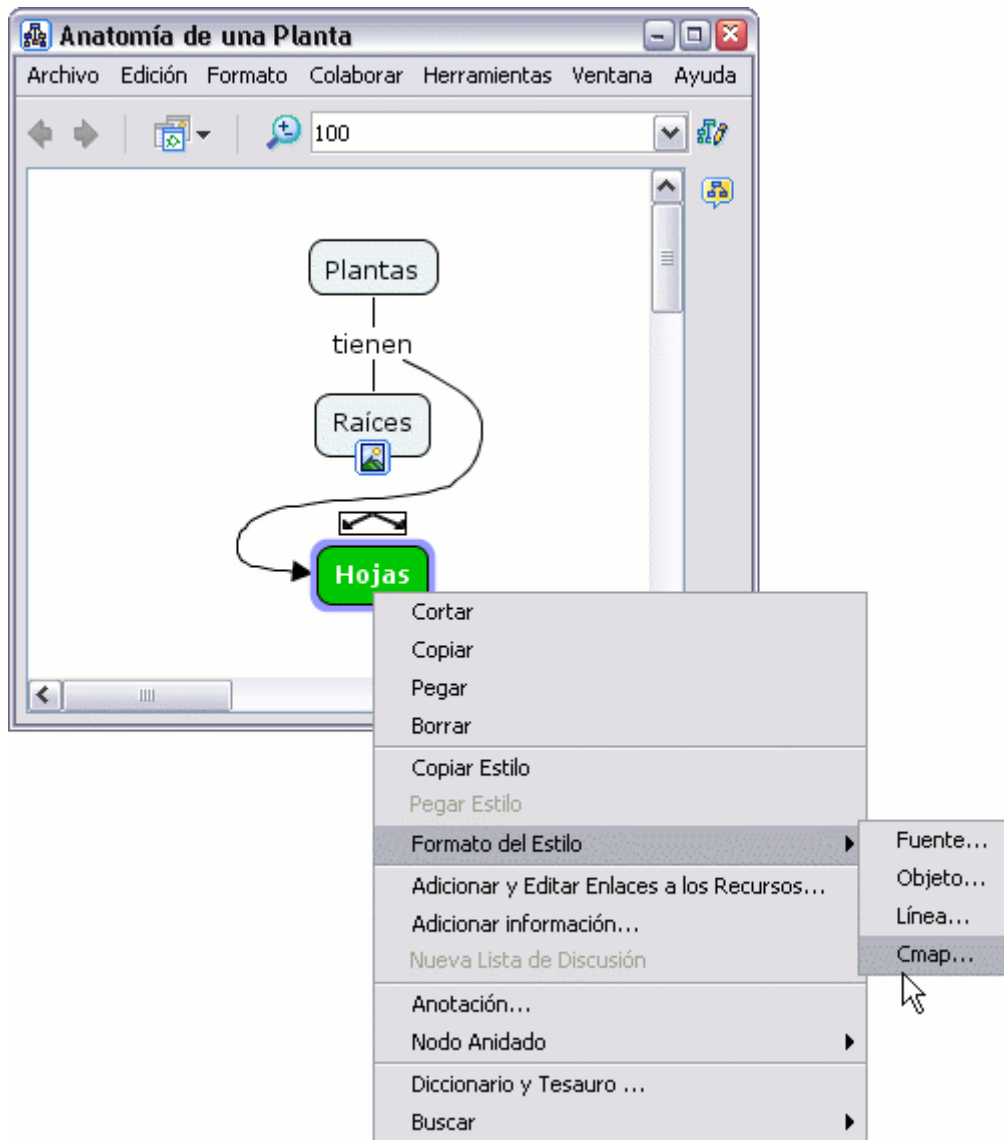 Anatomía de una Planta
Archivo Edición Formato Colaborar Herramientas Ventana Ayuda
100
Plantas
tienen
Raíces
Hojas
Cortar
Copiar
Pegar
Borrar
Copiar Estilo
Pegar Estilo
Formato del Estilo
Fuente...
Objeto...
Línea...
Cmap...
Adicionar y Editar Enlaces a los Recursos...
Adicionar información...
Nueva Lista de Discusión
Anotación...
Nodo Anidado
Diccionario y Tesauro ...
Buscar